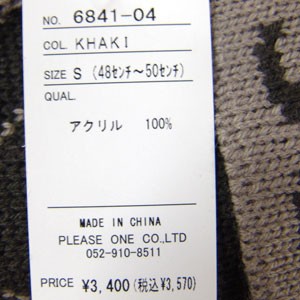 NO. 6841-04
COL. KHAKI
SIZE S (48ｾﾝﾁ～50ｾﾝﾁ)
QUAL.
アクリル 100%
MADE IN CHINA
PLEASE ONE CO.,LTD
052-910-8511
PRICE ¥3,400(税込¥3,570)